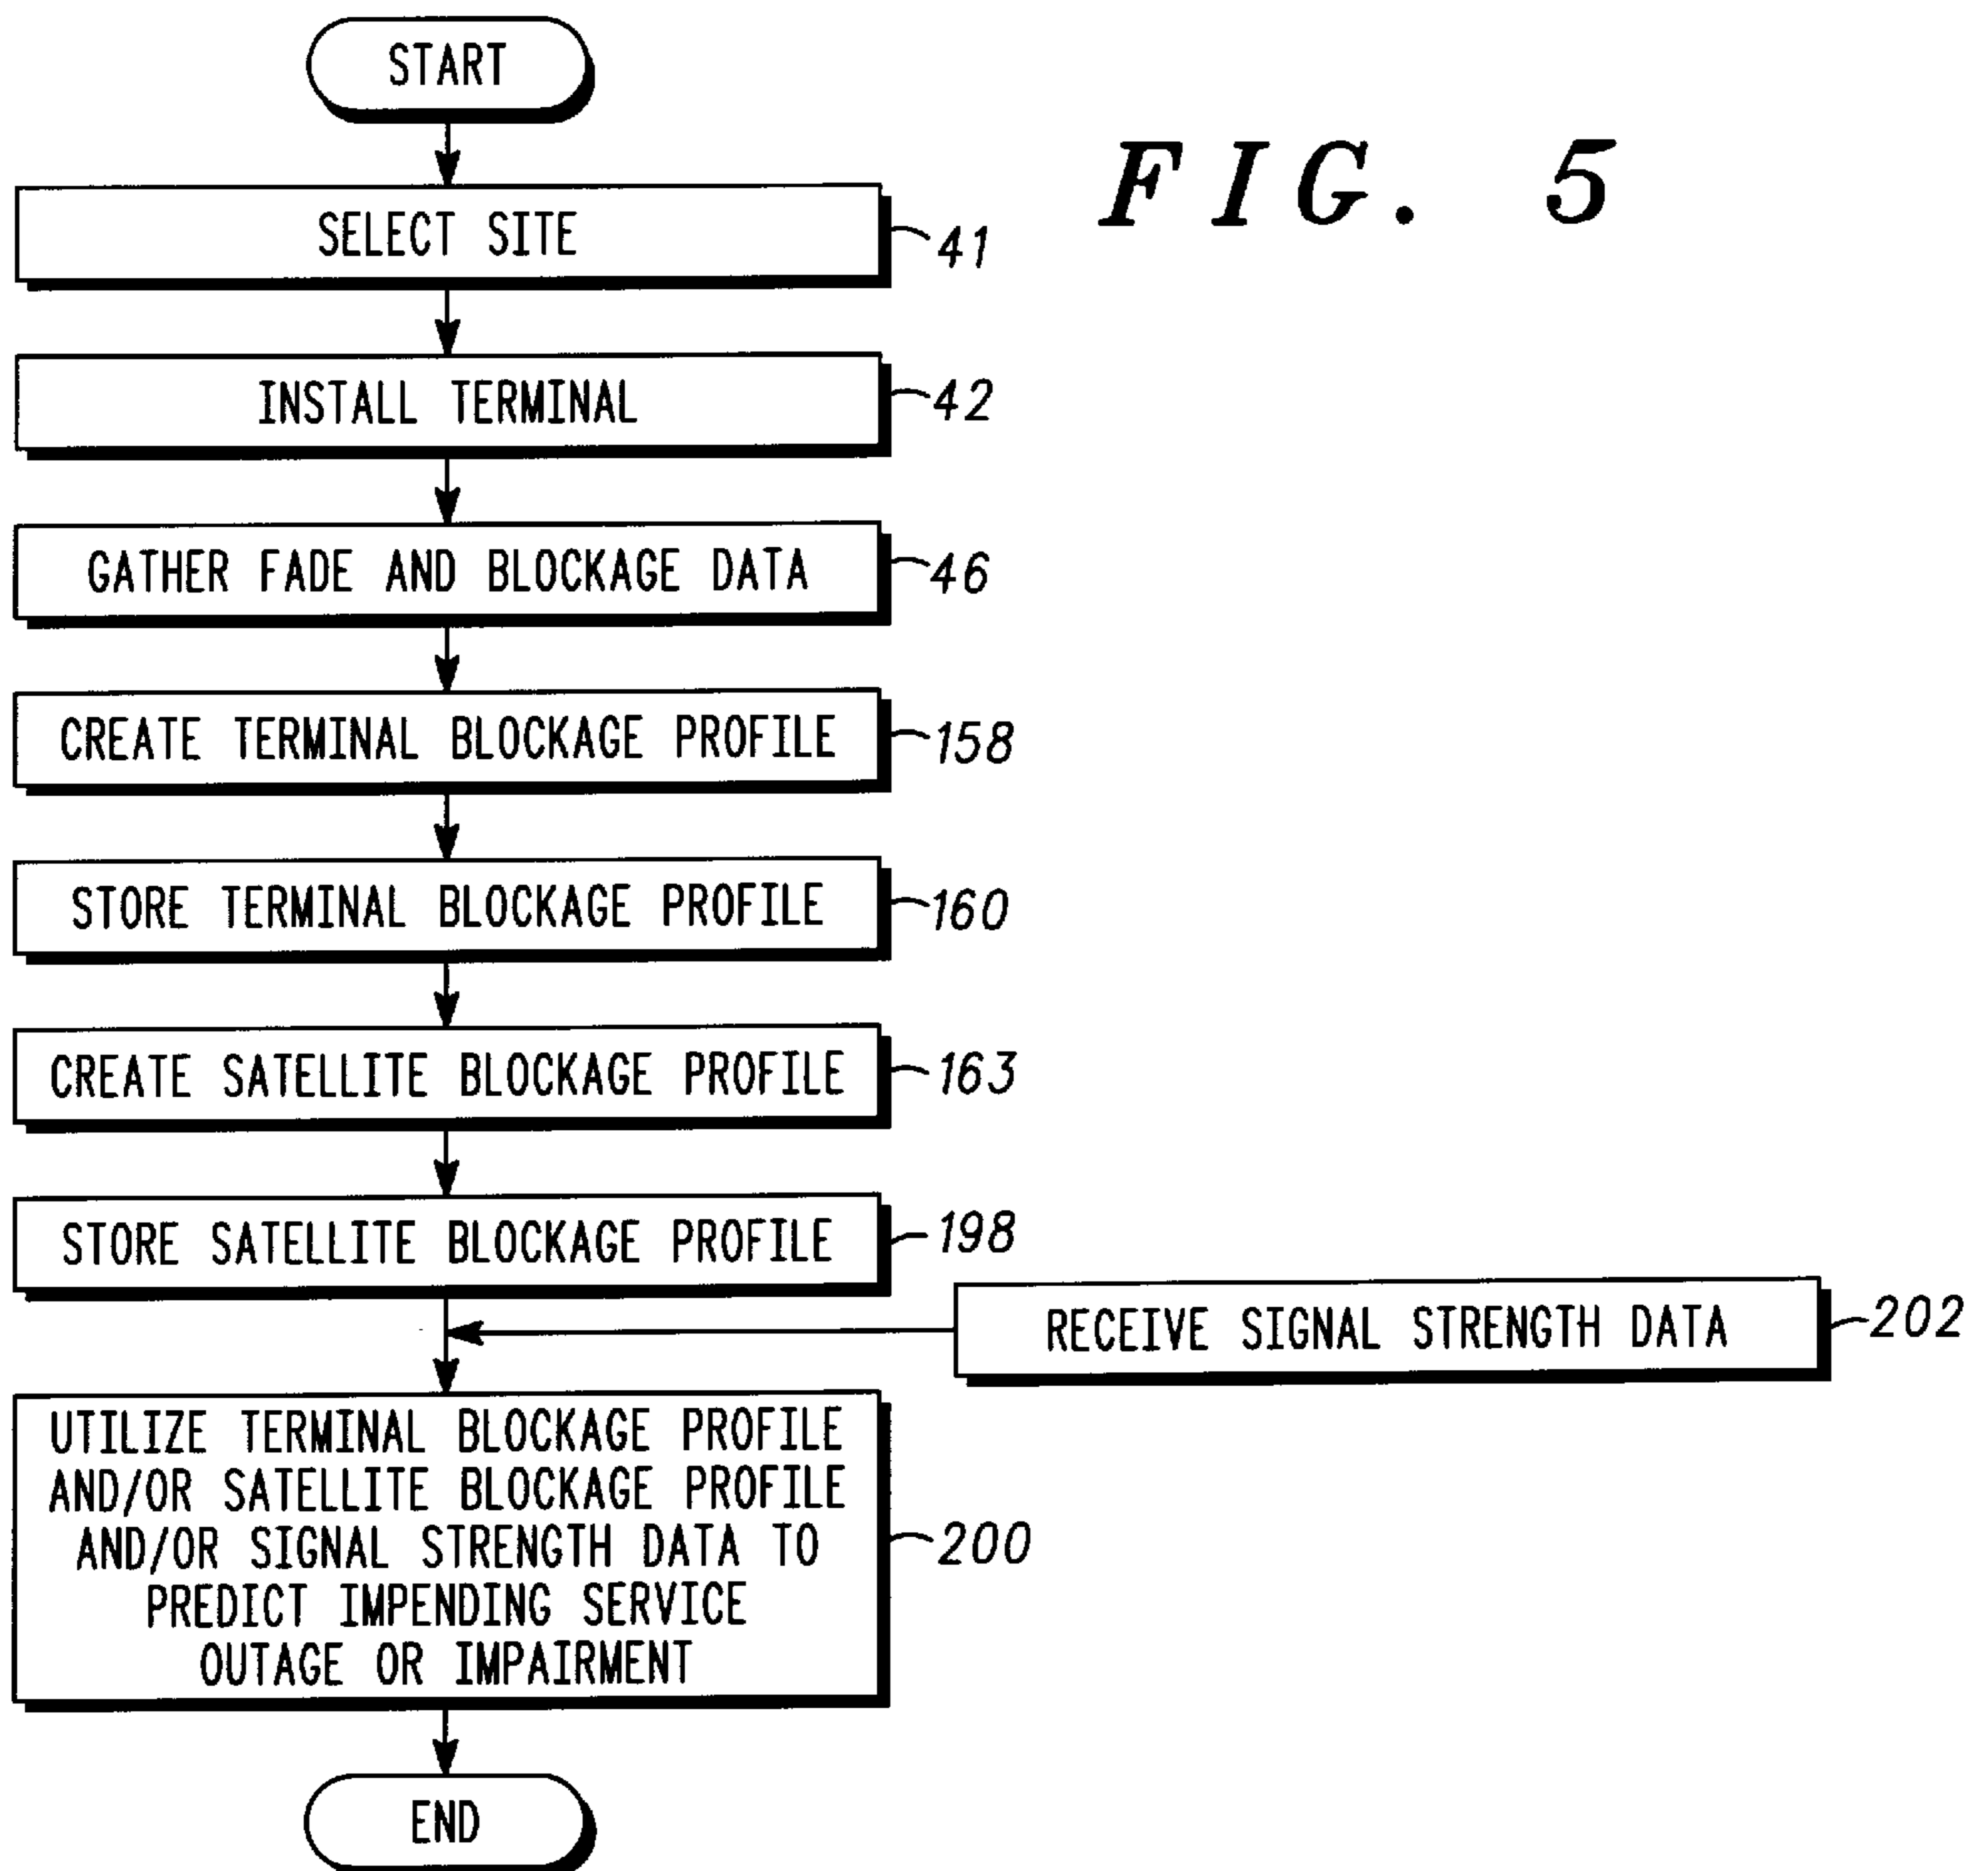 START
FIG. 5
SELECT SITE
41
INSTALL TERMINAL
42
GATHER FADE AND BLOCKAGE DATA
46
CREATE TERMINAL BLOCKAGE PROFILE
158
STORE TERMINAL BLOCKAGE PROFILE
160
CREATE SATELLITE BLOCKAGE PROFILE
163
STORE SATELLITE BLOCKAGE PROFILE
198
RECEIVE SIGNAL STRENGTH DATA
202
UTILIZE TERMINAL BLOCKAGE PROFILE
AND/OR SATELLITE BLOCKAGE PROFILE
AND/OR SIGNAL STRENGTH DATA TO
PREDICT IMPENDING SERVICE
OUTAGE OR IMPAIRMENT
200
END